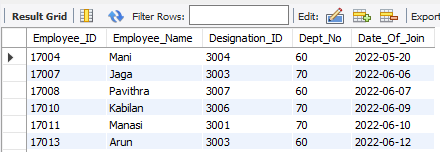 Result Grid Filter Rows: Edit: Export
Employee_ID Employee_Name Designation_ID Dept_No Date_Of_Join
17004 Mani 3004 60 2022-05-20
17007 Jaga 3003 70 2022-06-06
17008 Pavithra 3007 60 2022-06-07
17010 Kabilan 3006 70 2022-06-09
17011 Manasi 3001 70 2022-06-10
17013 Arun 3003 60 2022-06-12